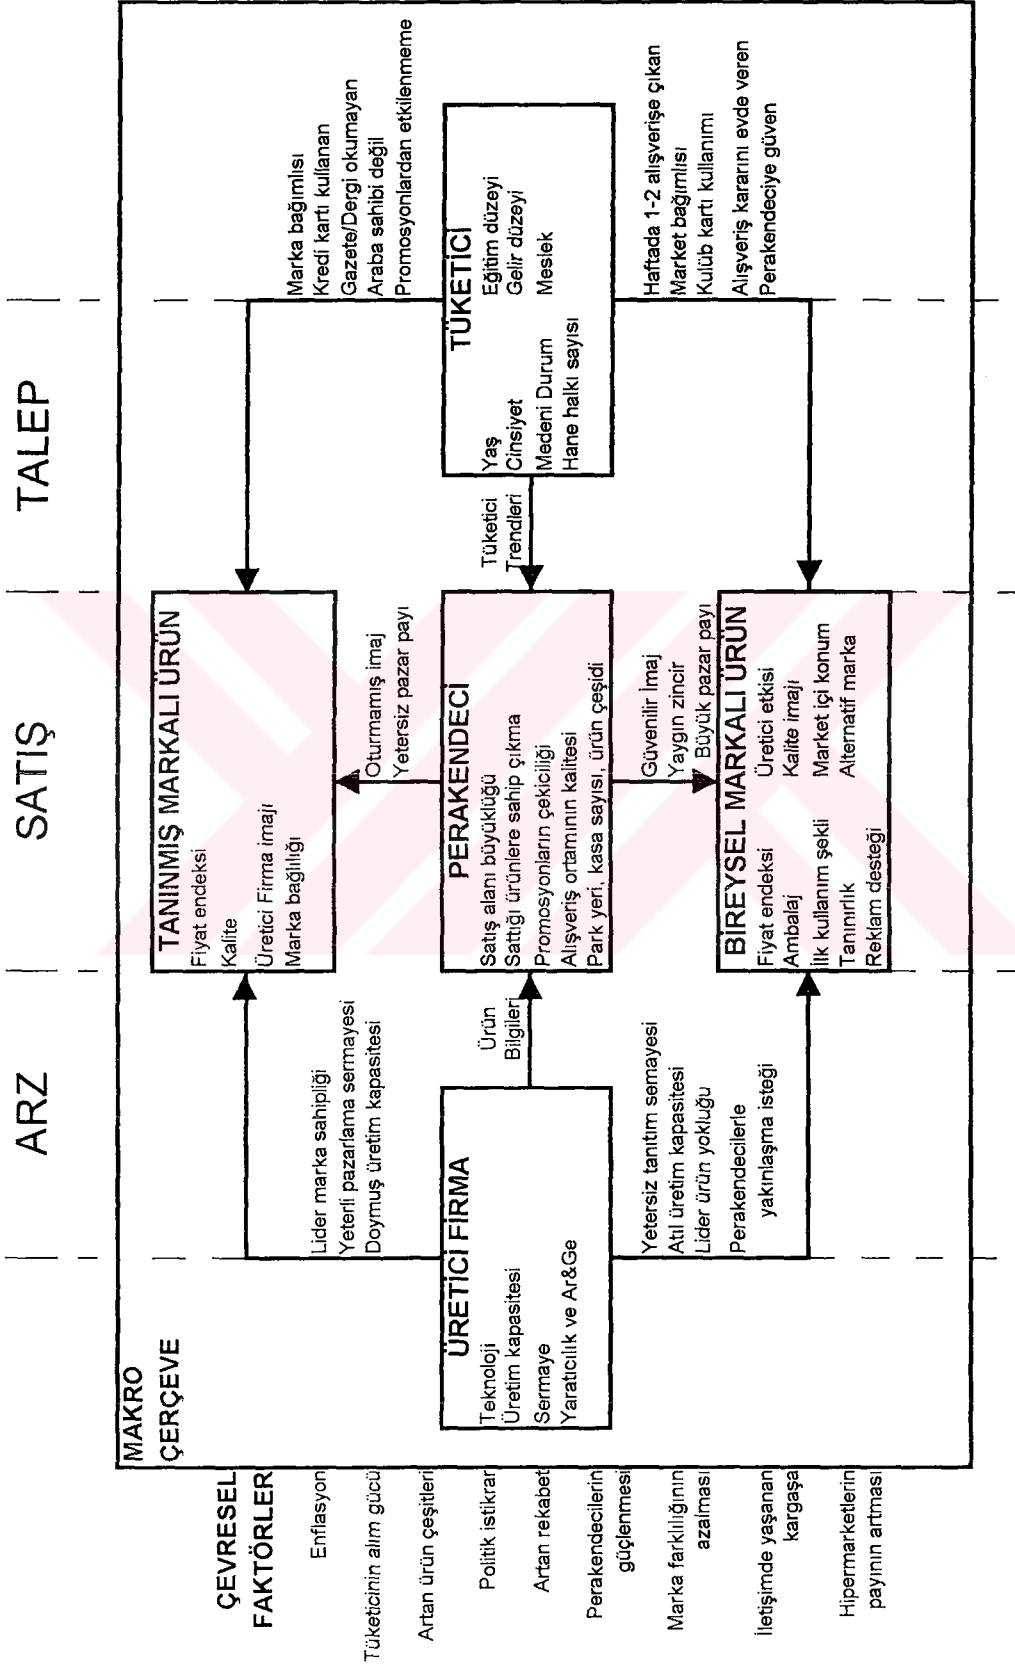 ARZ
SATIŞ
TALEP
MAKRO
ÇERÇEVE
ÇEVRESEL
FAKTÖRLER
Enflasyon
Tüketicinin alım gücü
Artan ürün çeşitleri
Politik istikrar
Artan rekabet
Perakendecilerin
güçlenmesi
Marka farklılığının
azalması
İletişimde yaşanan
kargaşa
Hipermarketlerin
payının artması
Lider marka sahipliği
Yeterli pazarlama sermayesi
Doymuş üretim kapasitesi
ÜRETİCİ FİRMA
Teknoloji
Üretim kapasitesi
Sermaye
Yaratıcılık ve Ar&Ge
Ürün
Bilgileri
Yetersiz tanıtım semayesi
Atıl üretim kapasitesi
Lider ürün yokluğu
Perakendecilerle
yakınlaşma isteği
TANINMIŞ MARKALI ÜRÜN
Fiyat endeksi
Kalite
Üretici Firma imajı
Marka bağılılığı
Oturmamış imaj
Yetersiz pazar payı
PERAKENDECİ
Satış alanı büyüklüğü
Sattığı ürünlere sahip çıkma
Promosyonların çekiciliği
Alışveriş ortamının kalitesi
Park yeri, kasa sayısı, ürün çeşidi
Güvenilir İmaj
Yaygın zincir
Büyük pazar payı
BİREYSEL MARKALI ÜRÜN
Fiyat endeksi Üretici etkisi
Ambalaj Kalite imajı
İlk kullanım şekli Market içi konum
Tanınırlık Alternatif marka
Reklam desteği
Marka bağımlısı
Kredi kartı kullanan
Gazete/Dergi okumayan
Araba sahibi değil
Promosyonlardan etkilenmeme
Tüketici
Trendleri
TÜKETİCİ
Yaş Eğitim düzeyi
Cinsiyet Gelir düzeyi
Medeni Durum Meslek
Hane halkı sayısı
Haftada 1-2 alışverişe çıkan
Market bağımlısı
Kulüb kartı kullanımı
Alışveriş kararını evde veren
Perakendeciye güven